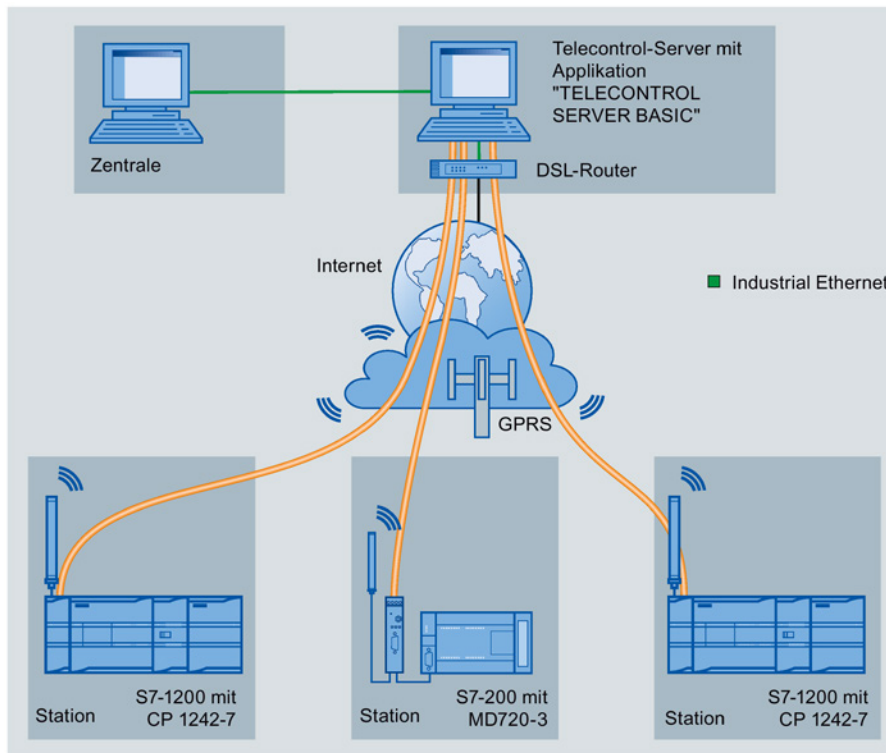 Zentrale
Telecontrol-Server mit
Applikation
"TELECONTROL
SERVER BASIC"
DSL-Router
Internet
Industrial Ethernet
GPRS
Station
S7-1200 mit
CP 1242-7
Station
S7-200 mit
MD720-3
Station
S7-1200 mit
CP 1242-7